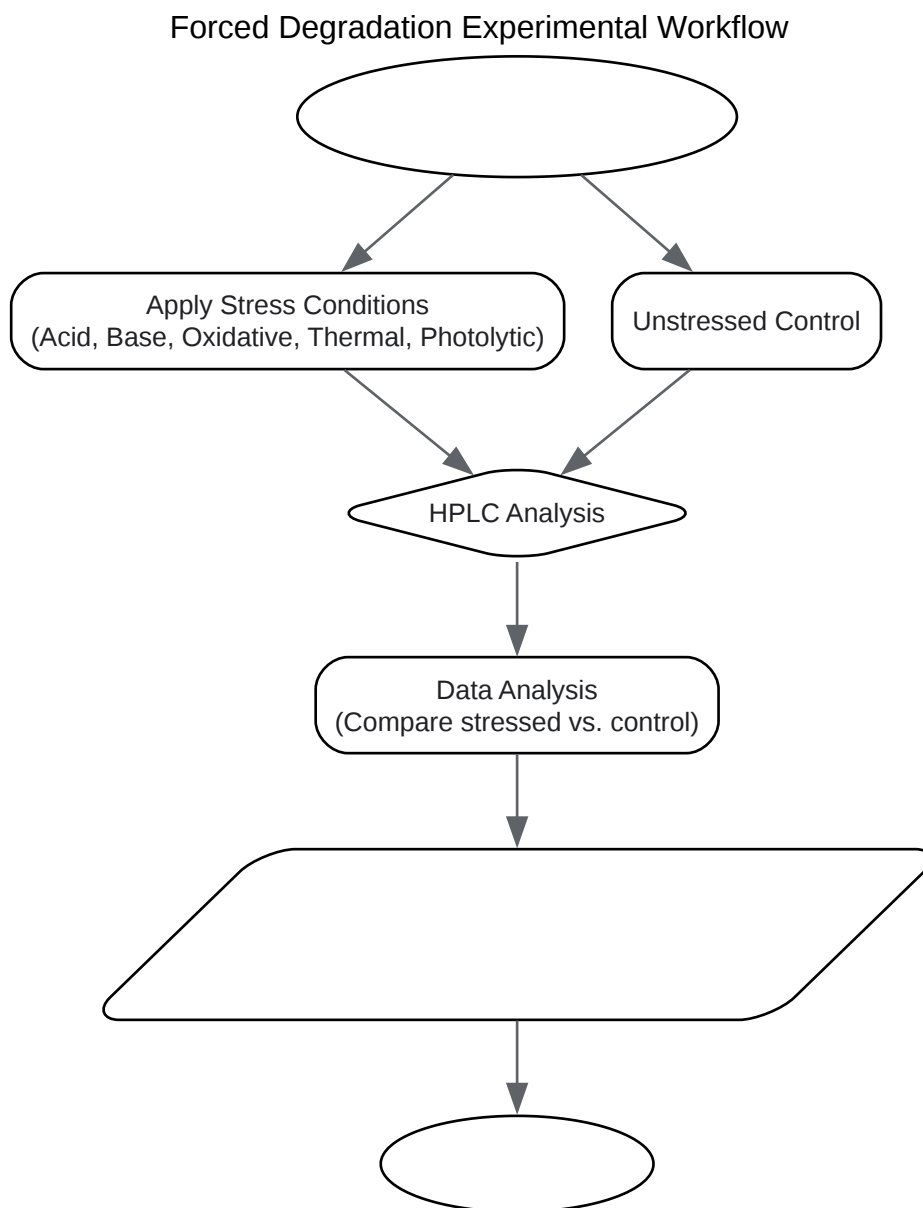 Forced Degradation Experimental Workflow
Apply Stress Conditions
(Acid, Base, Oxidative, Thermal, Photolytic)
Unstressed Control
HPLC Analysis
Data Analysis
(Compare stressed vs. control)